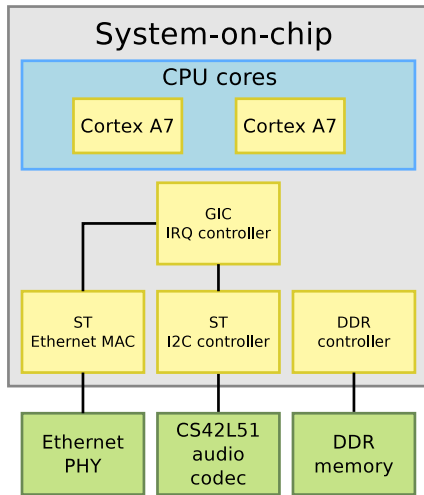 System-on-chip
CPU cores
Cortex A7
Cortex A7
GIC
IRQ controller
ST
Ethernet MAC
ST
I2C controller
DDR
controller
Ethernet
PHY
CS42L51
audio
codec
DDR
memory